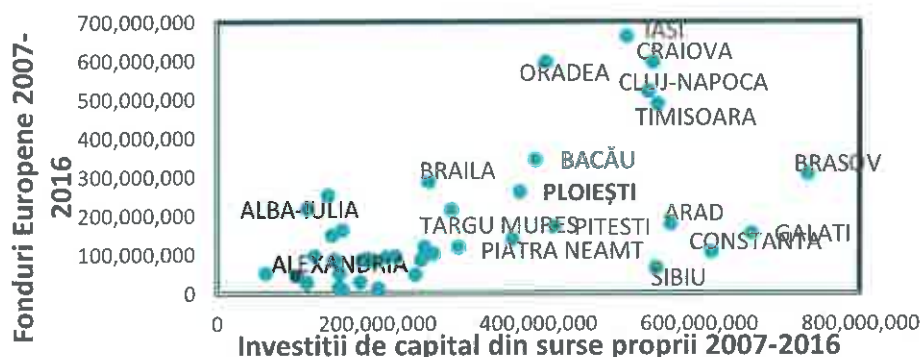 700,000,000
IASI
600,000,000
CRAIOVA
ORADEA
500,000,000
CLUJ-NAPOCA
TIMISOARA
400,000,000
BACĂU
BRASOV
300,000,000
BRAILA
PLOIEȘTI
200,000,000
ALBA-IULIA
TARGU MURES
PITESTI
ARAD
GALATI
CONSTANTA
PIATRA NEAMT
100,000,000
ALEXANDRIA
SIBIU
0
0
200,000,000
400,000,000
600,000,000
800,000,000
Fonduri Europene 2007-
2016
Investitii de capital din surse proprii 2007-2016